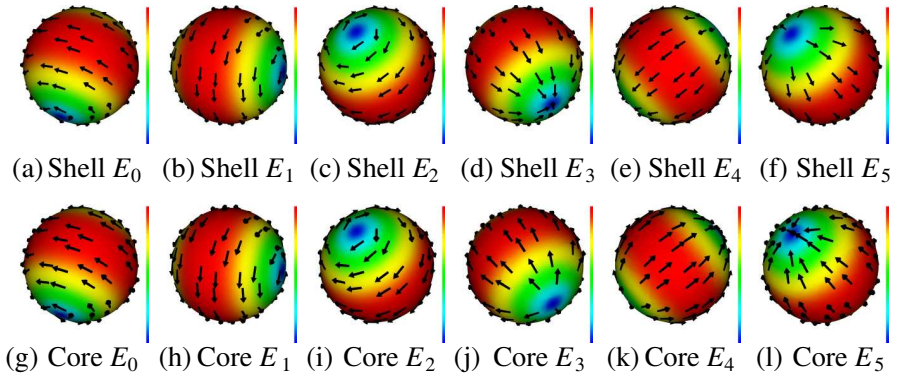 (a) Shell E₀ (b) Shell E₁ (c) Shell E₂ (d) Shell E₃ (e) Shell E₄ (f) Shell E₅
(g) Core E₀ (h) Core E₁ (i) Core E₂ (j) Core E₃ (k) Core E₄ (l) Core E₅